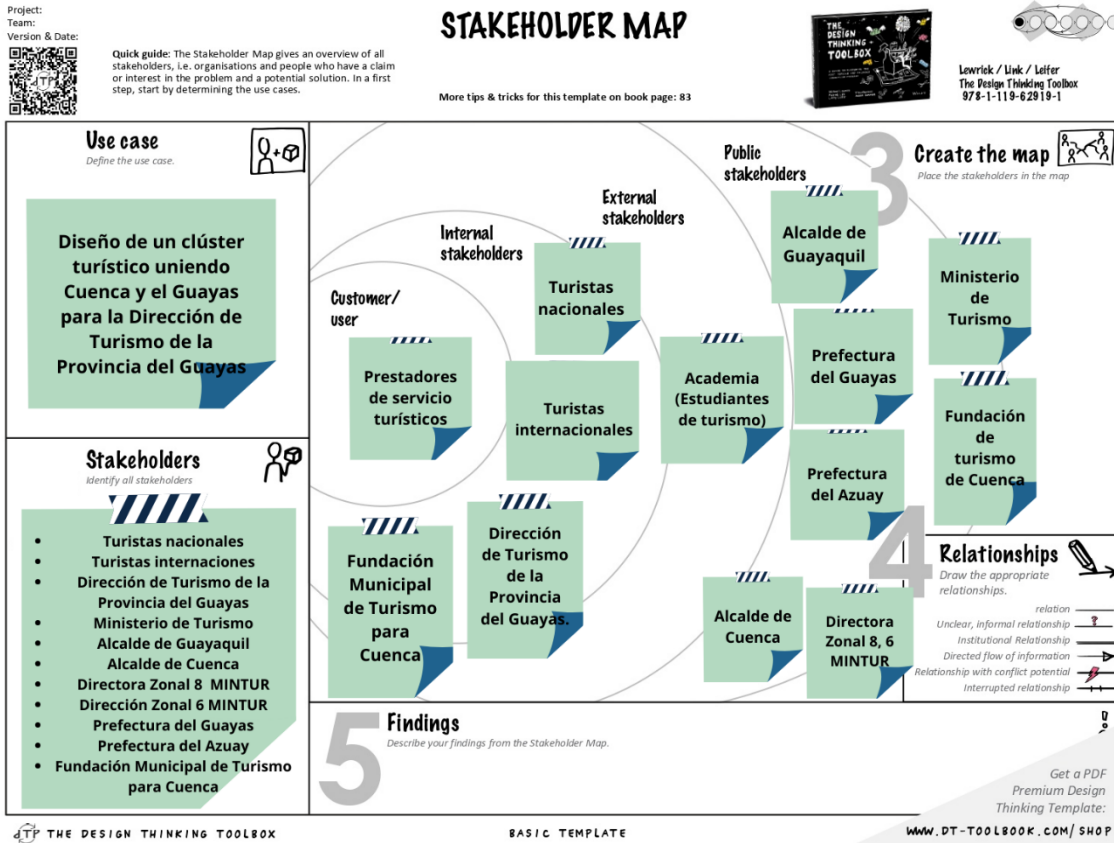 Project:
Team:
Version & Date:
dTP
Quick guide: The Stakeholder Map gives an overview of all
stakeholders, i.e. organisations and people who have a claim
or interest in the problem and a potential solution. In a first
step, start by determining the use cases.
STAKEHOLDER MAP
More tips & tricks for this template on book page: 83
THE
DESIGN
THINKING
TOOLBOX
Lewrick / Link / Leifer
The Design Thinking Toolbox
978-1-119-62919-1
Use case
Define the use case.
Diseño de un clúster
turístico uniendo
Cuenca y el Guayas
para la Dirección de
Turismo de la
Provincia del Guayas
Stakeholders
Identify all stakeholders
• Turistas nacionales
• Turistas internaciones
• Dirección de Turismo de la
Provincia del Guayas
• Ministerio de Turismo
• Alcalde de Guayaquil
• Alcalde de Cuenca
• Directora Zonal 8 MINTUR
• Dirección Zonal 6 MINTUR
• Prefectura del Guayas
• Prefectura del Azuay
• Fundación Municipal de Turismo
para Cuenca
3
Create the map
Place the stakeholders in the map
Customer/
user
Internal
stakeholders
External
stakeholders
Public
stakeholders
Prestadores
de servicio
turísticos
Turistas
nacionales
Turistas
internacionales
Fundación
Municipal
de Turismo
para
Cuenca
Dirección
de Turismo
de la
Provincia
del Guayas.
Academia
(Estudiantes
de turismo)
Alcalde de
Guayaquil
Prefectura
del Guayas
Prefectura
del Azuay
Alcalde de
Cuenca
Directora
Zonal 8, 6
MINTUR
Ministerio
de
Turismo
Fundación
de
turismo
de Cuenca
4
Relationships
Draw the appropriate
relationships.
relation
Unclear, informal relationship
?
Institutional Relationship
Directed flow of information
Relationship with conflict potential
Interrupted relationship
5
Findings
Describe your findings from the Stakeholder Map.
Get a PDF
Premium Design
Thinking Template:
dTP THE DESIGN THINKING TOOLBOX
BASIC TEMPLATE
WWW.DT-TOOLBOOK.COM/SHOP